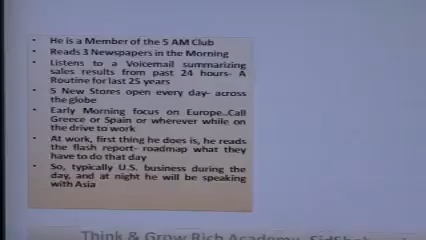 • He is a Member of the 5 AM Club
• Reads 3 Newspapers in the Morning
• Listens to a Voicemail summarizing
sales results from past 24 hours- A
Routine for last 25 years
• 5 New Stores open every day- across
the globe
• Early Morning focus on Europe..Call
Greece or Spain or wherever while on
the drive to work
• At work, first thing he does is, he reads
the flash report- roadmap what they
have to do that day
• So, typically U.S. business during the
day, and at night he will be speaking
with Asia
Think & Grow Rich Academy